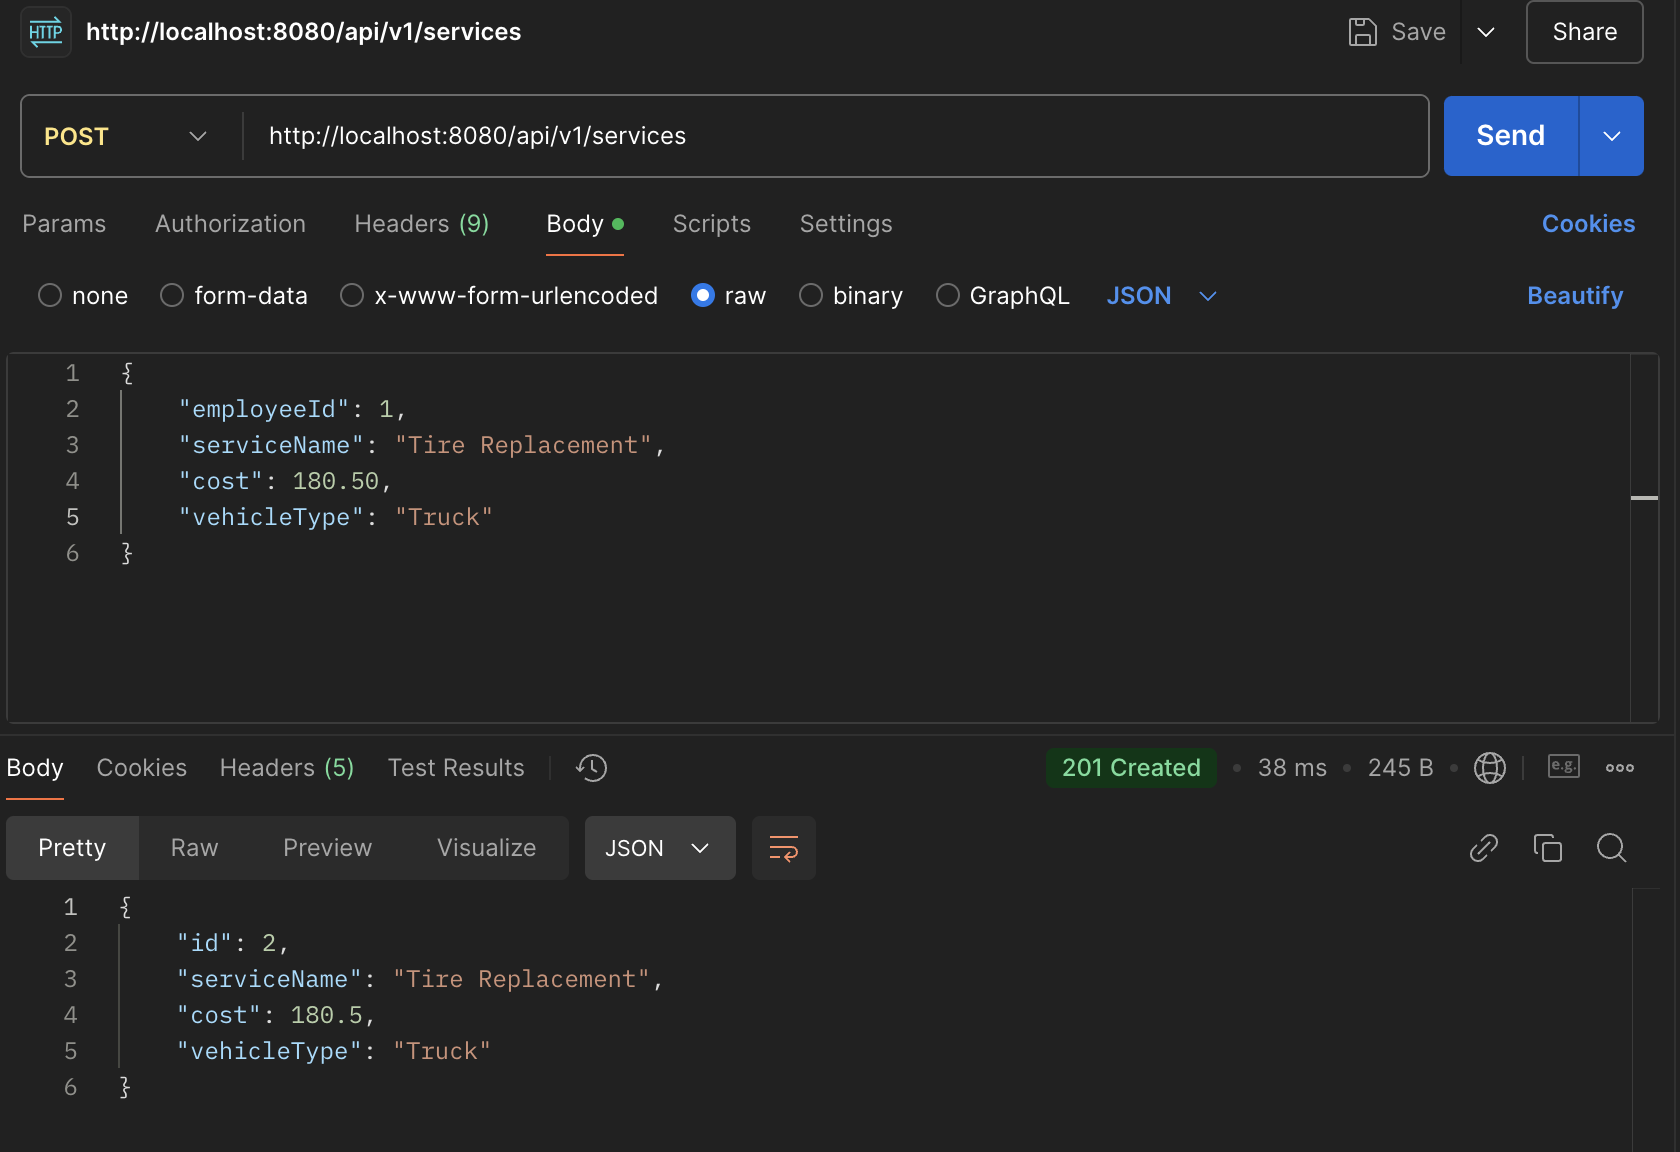 HTTP http://localhost:8080/api/v1/services Save Share
POST http://localhost:8080/api/v1/services Send
Params Authorization Headers (9) Body Scripts Settings Cookies
none form-data x-www-form-urlencoded raw binary GraphQL JSON Beautify
1 {
2 "employeeId": 1,
3 "serviceName": "Tire Replacement",
4 "cost": 180.50,
5 "vehicleType": "Truck"
6 }
Body Cookies Headers (5) Test Results 201 Created • 38 ms • 245 B • e.g.
Pretty Raw Preview Visualize JSON
1 {
2 "id": 2,
3 "serviceName": "Tire Replacement",
4 "cost": 180.5,
5 "vehicleType": "Truck"
6 }